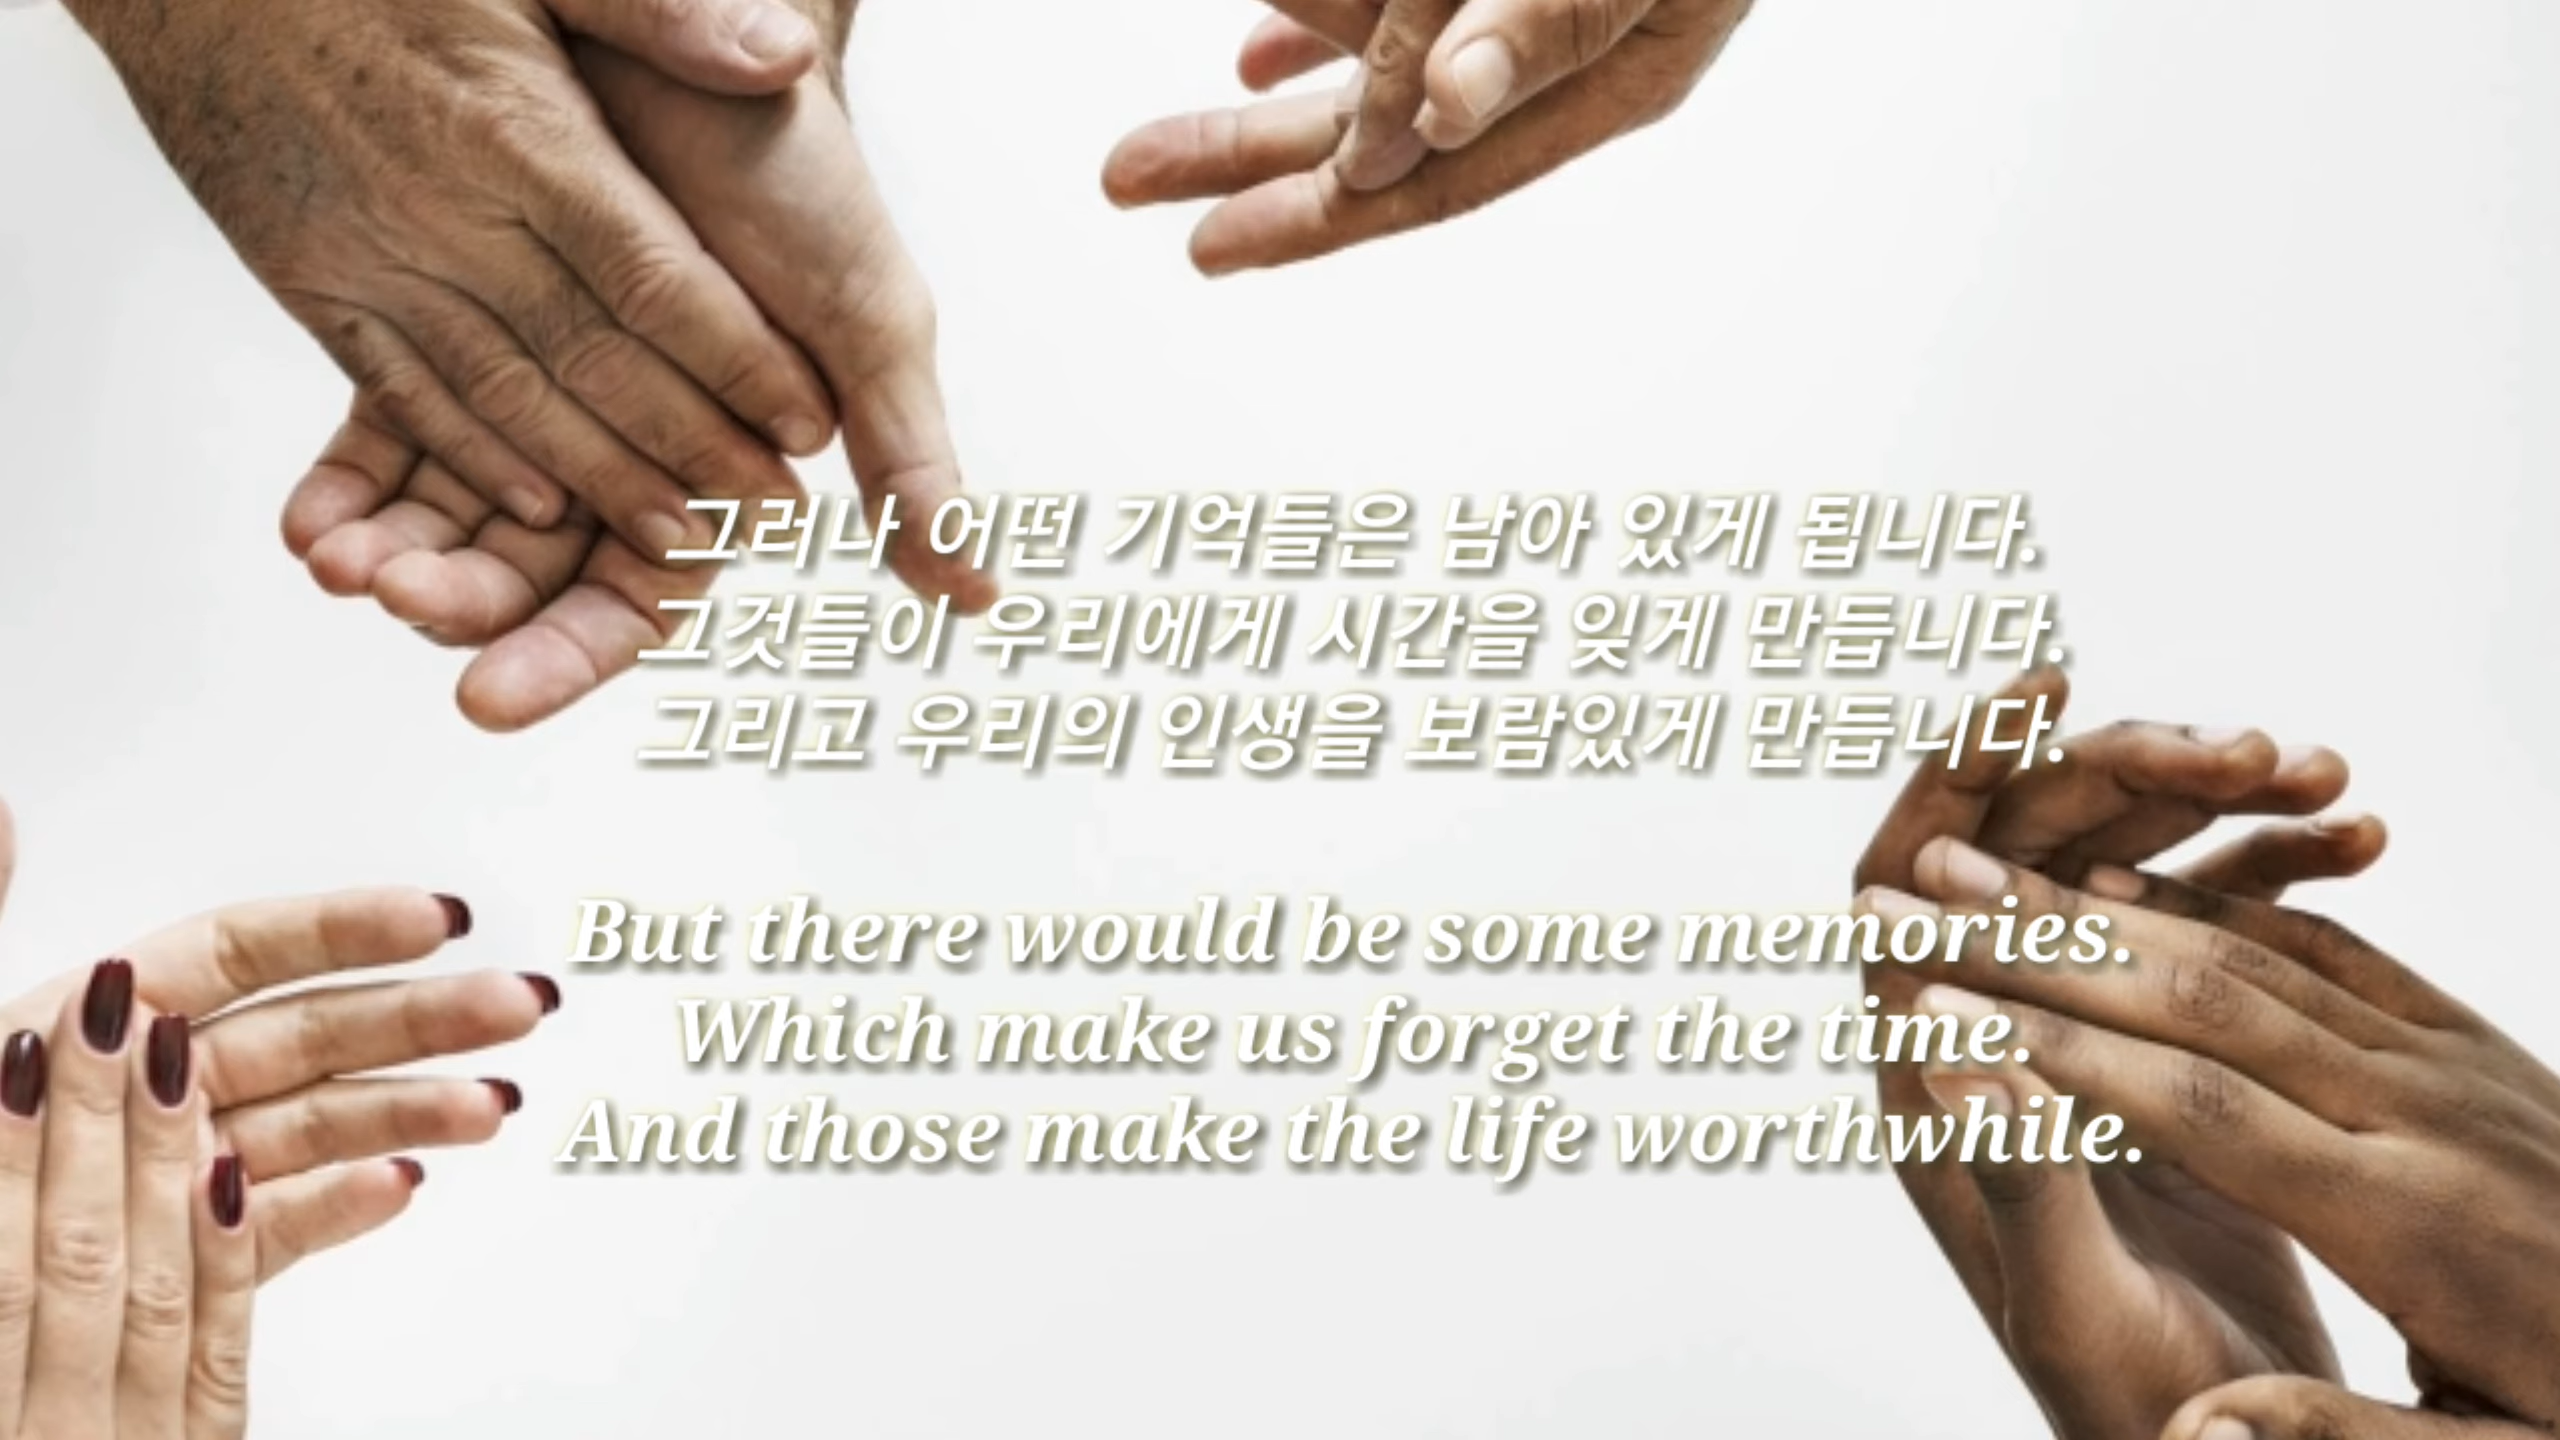 그러나 어떤 기억들은 남아 있게 됩니다.
그것들이 우리에게 시간을 잊게 만듭니다.
그리고 우리의 인생을 보람있게 만듭니다.
But there would be some memories.
Which make us forget the time.
And those make the life worthwhile.